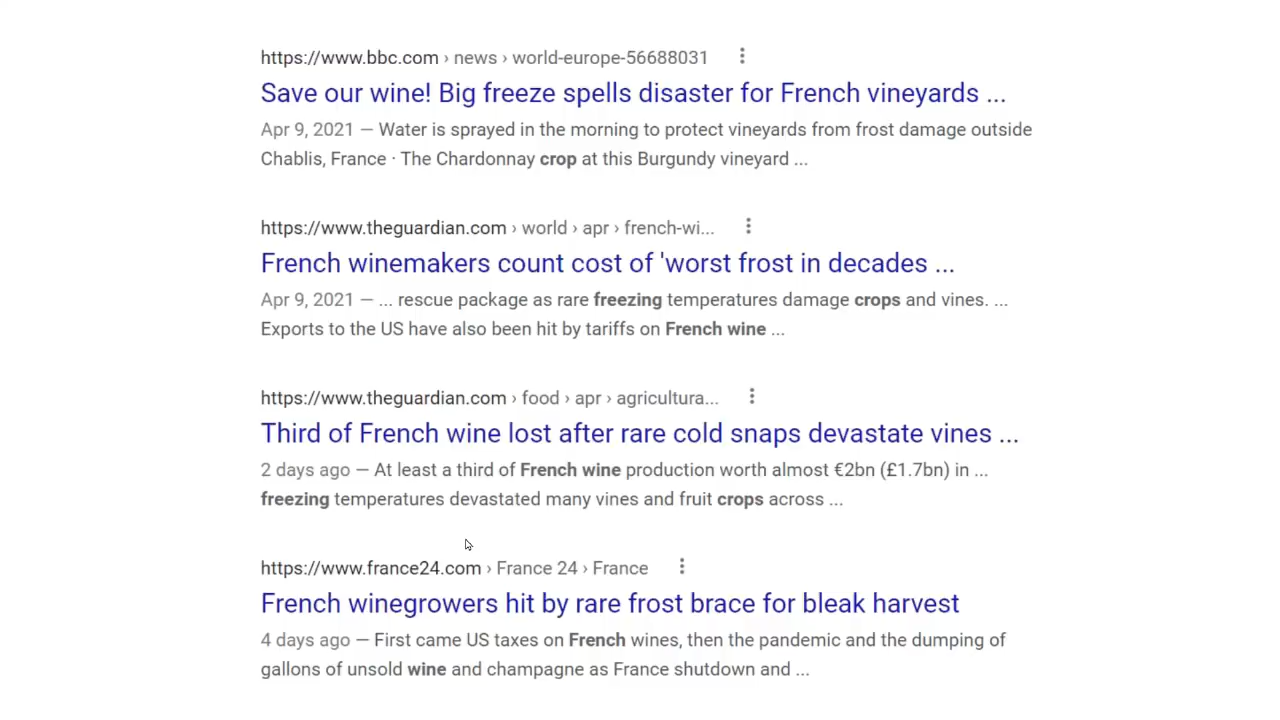 https://www.bbc.com › news › world-europe-56688031
Save our wine! Big freeze spells disaster for French vineyards ...
Apr 9, 2021 — Water is sprayed in the morning to protect vineyards from frost damage outside
Chablis, France · The Chardonnay crop at this Burgundy vineyard ...
https://www.theguardian.com › world › apr › french-wi...
French winemakers count cost of 'worst frost in decades ...
Apr 9, 2021 — ... rescue package as rare freezing temperatures damage crops and vines. ...
Exports to the US have also been hit by tariffs on French wine ...
https://www.theguardian.com › food › apr › agricultura...
Third of French wine lost after rare cold snaps devastate vines ...
2 days ago — At least a third of French wine production worth almost €2bn (£1.7bn) in ...
freezing temperatures devastated many vines and fruit crops across ...
https://www.france24.com › France 24 › France
French winegrowers hit by rare frost brace for bleak harvest
4 days ago — First came US taxes on French wines, then the pandemic and the dumping of
gallons of unsold wine and champagne as France shutdown and ...